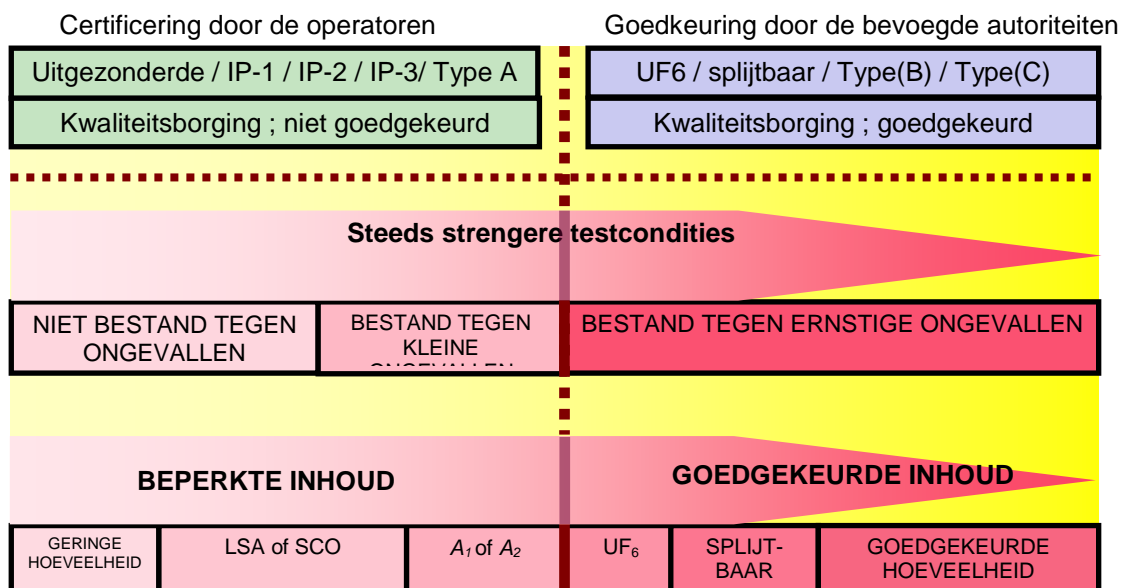 Certificering door de operatoren
Goedkeuring door de bevoegde autoriteiten
Uitgezonderde / IP-1 / IP-2 / IP-3/ Type A
UF6 / splijtbaar / Type(B) / Type(C)
Kwaliteitsborging ; niet goedgekeurd
Kwaliteitsborging ; goedgekeurd
Steeds strengere testcondities
NIET BESTAND TEGEN
ONGEVALLEN
BESTAND TEGEN
KLEINE
ONGEVALLEN
BESTAND TEGEN ERNSTIGE ONGEVALLEN
BEPERKTE INHOUD
GOEDGEKEURDE INHOUD
GERINGE
HOEVEELHEID
LSA of SCO
A₁ of A₂
UF₆
SPLIJT-
BAAR
GOEDGEKEURDE
HOEVEELHEID